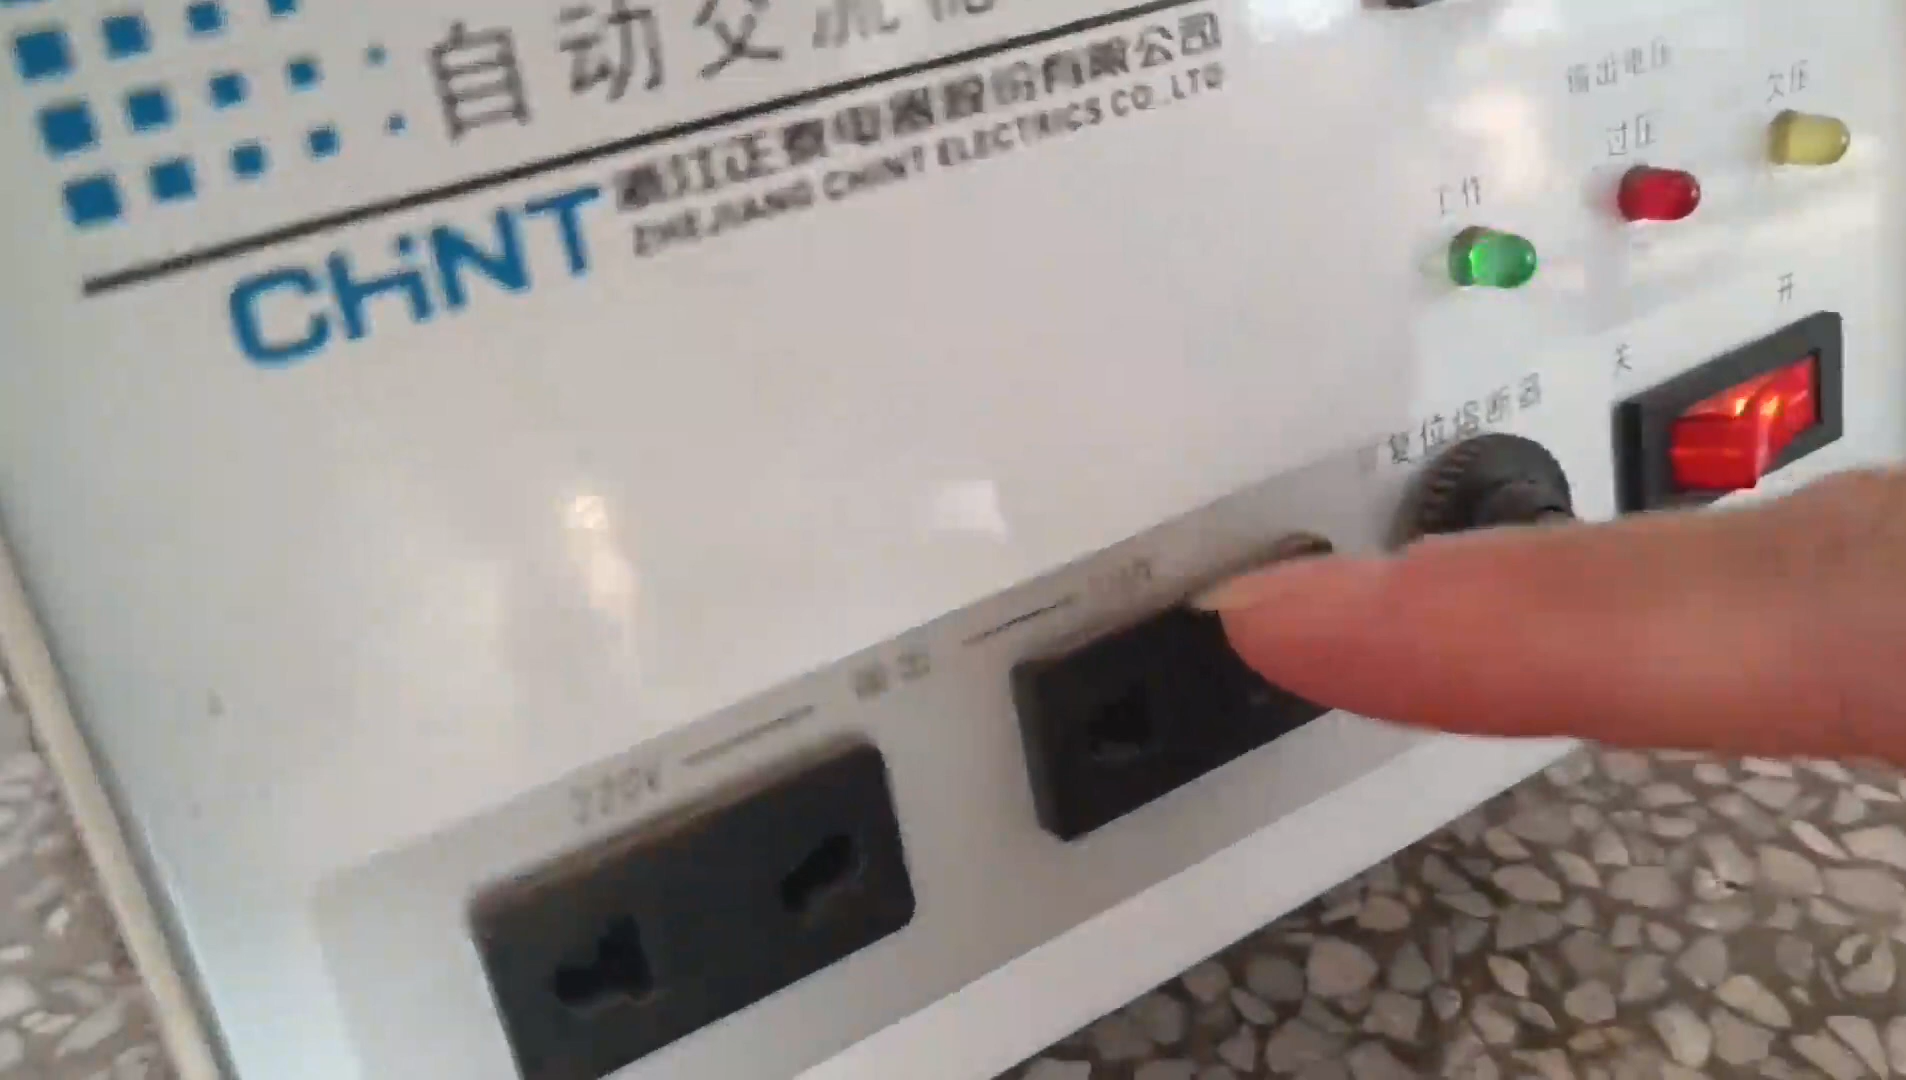 自动交流
CHiNT 浙江正泰电器股份有限公司
ZHEJIANG CHINT ELECTRICS CO.,LTD
输出电压
欠压
过压
工作
开
关
复位熔断器
输出
220V